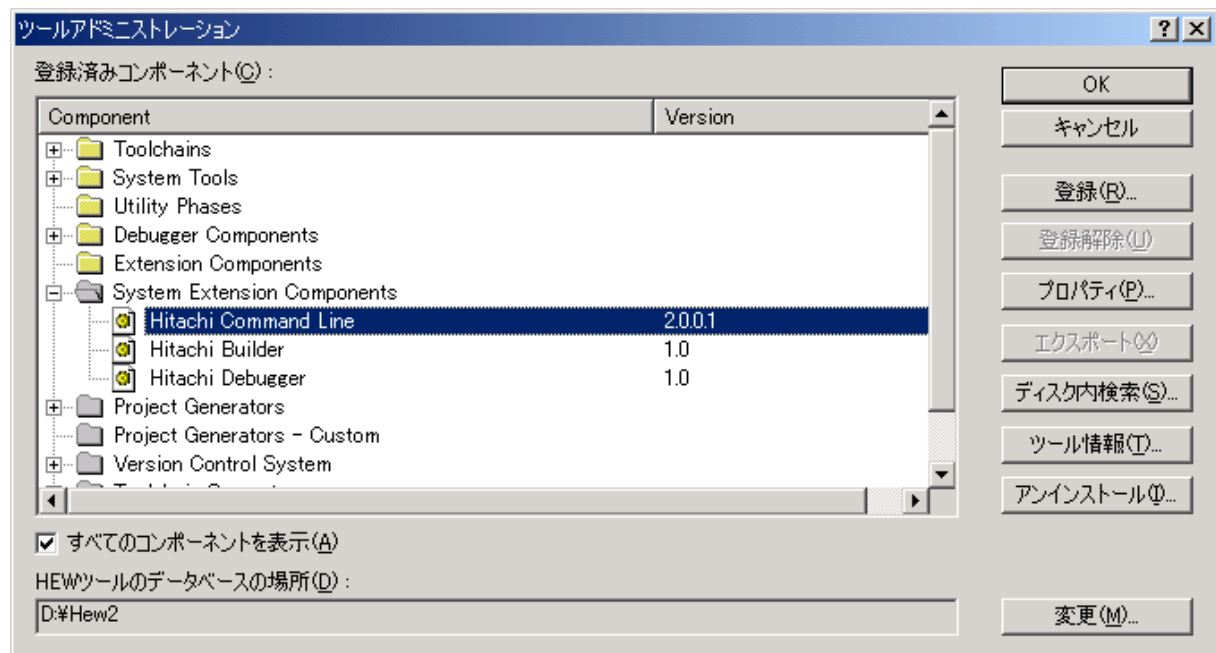 ツールアドミニストレーション
登録済みコンポーネント(C):
Component Version
Toolchains
System Tools
Utility Phases
Debugger Components
Extension Components
System Extension Components
Hitachi Command Line 2.0.0.1
Hitachi Builder 1.0
Hitachi Debugger 1.0
Project Generators
Project Generators - Custom
Version Control System
すべてのコンポーネントを表示(A)
HEWツールのデータベースの場所(D):
D:¥Hew2
OK
キャンセル
登録(R)...
登録解除(U)
プロパティ(P)...
エクスポート(X)
ディスク内検索(S)...
ツール情報(T)...
アンインストール(I)...
変更(M)...